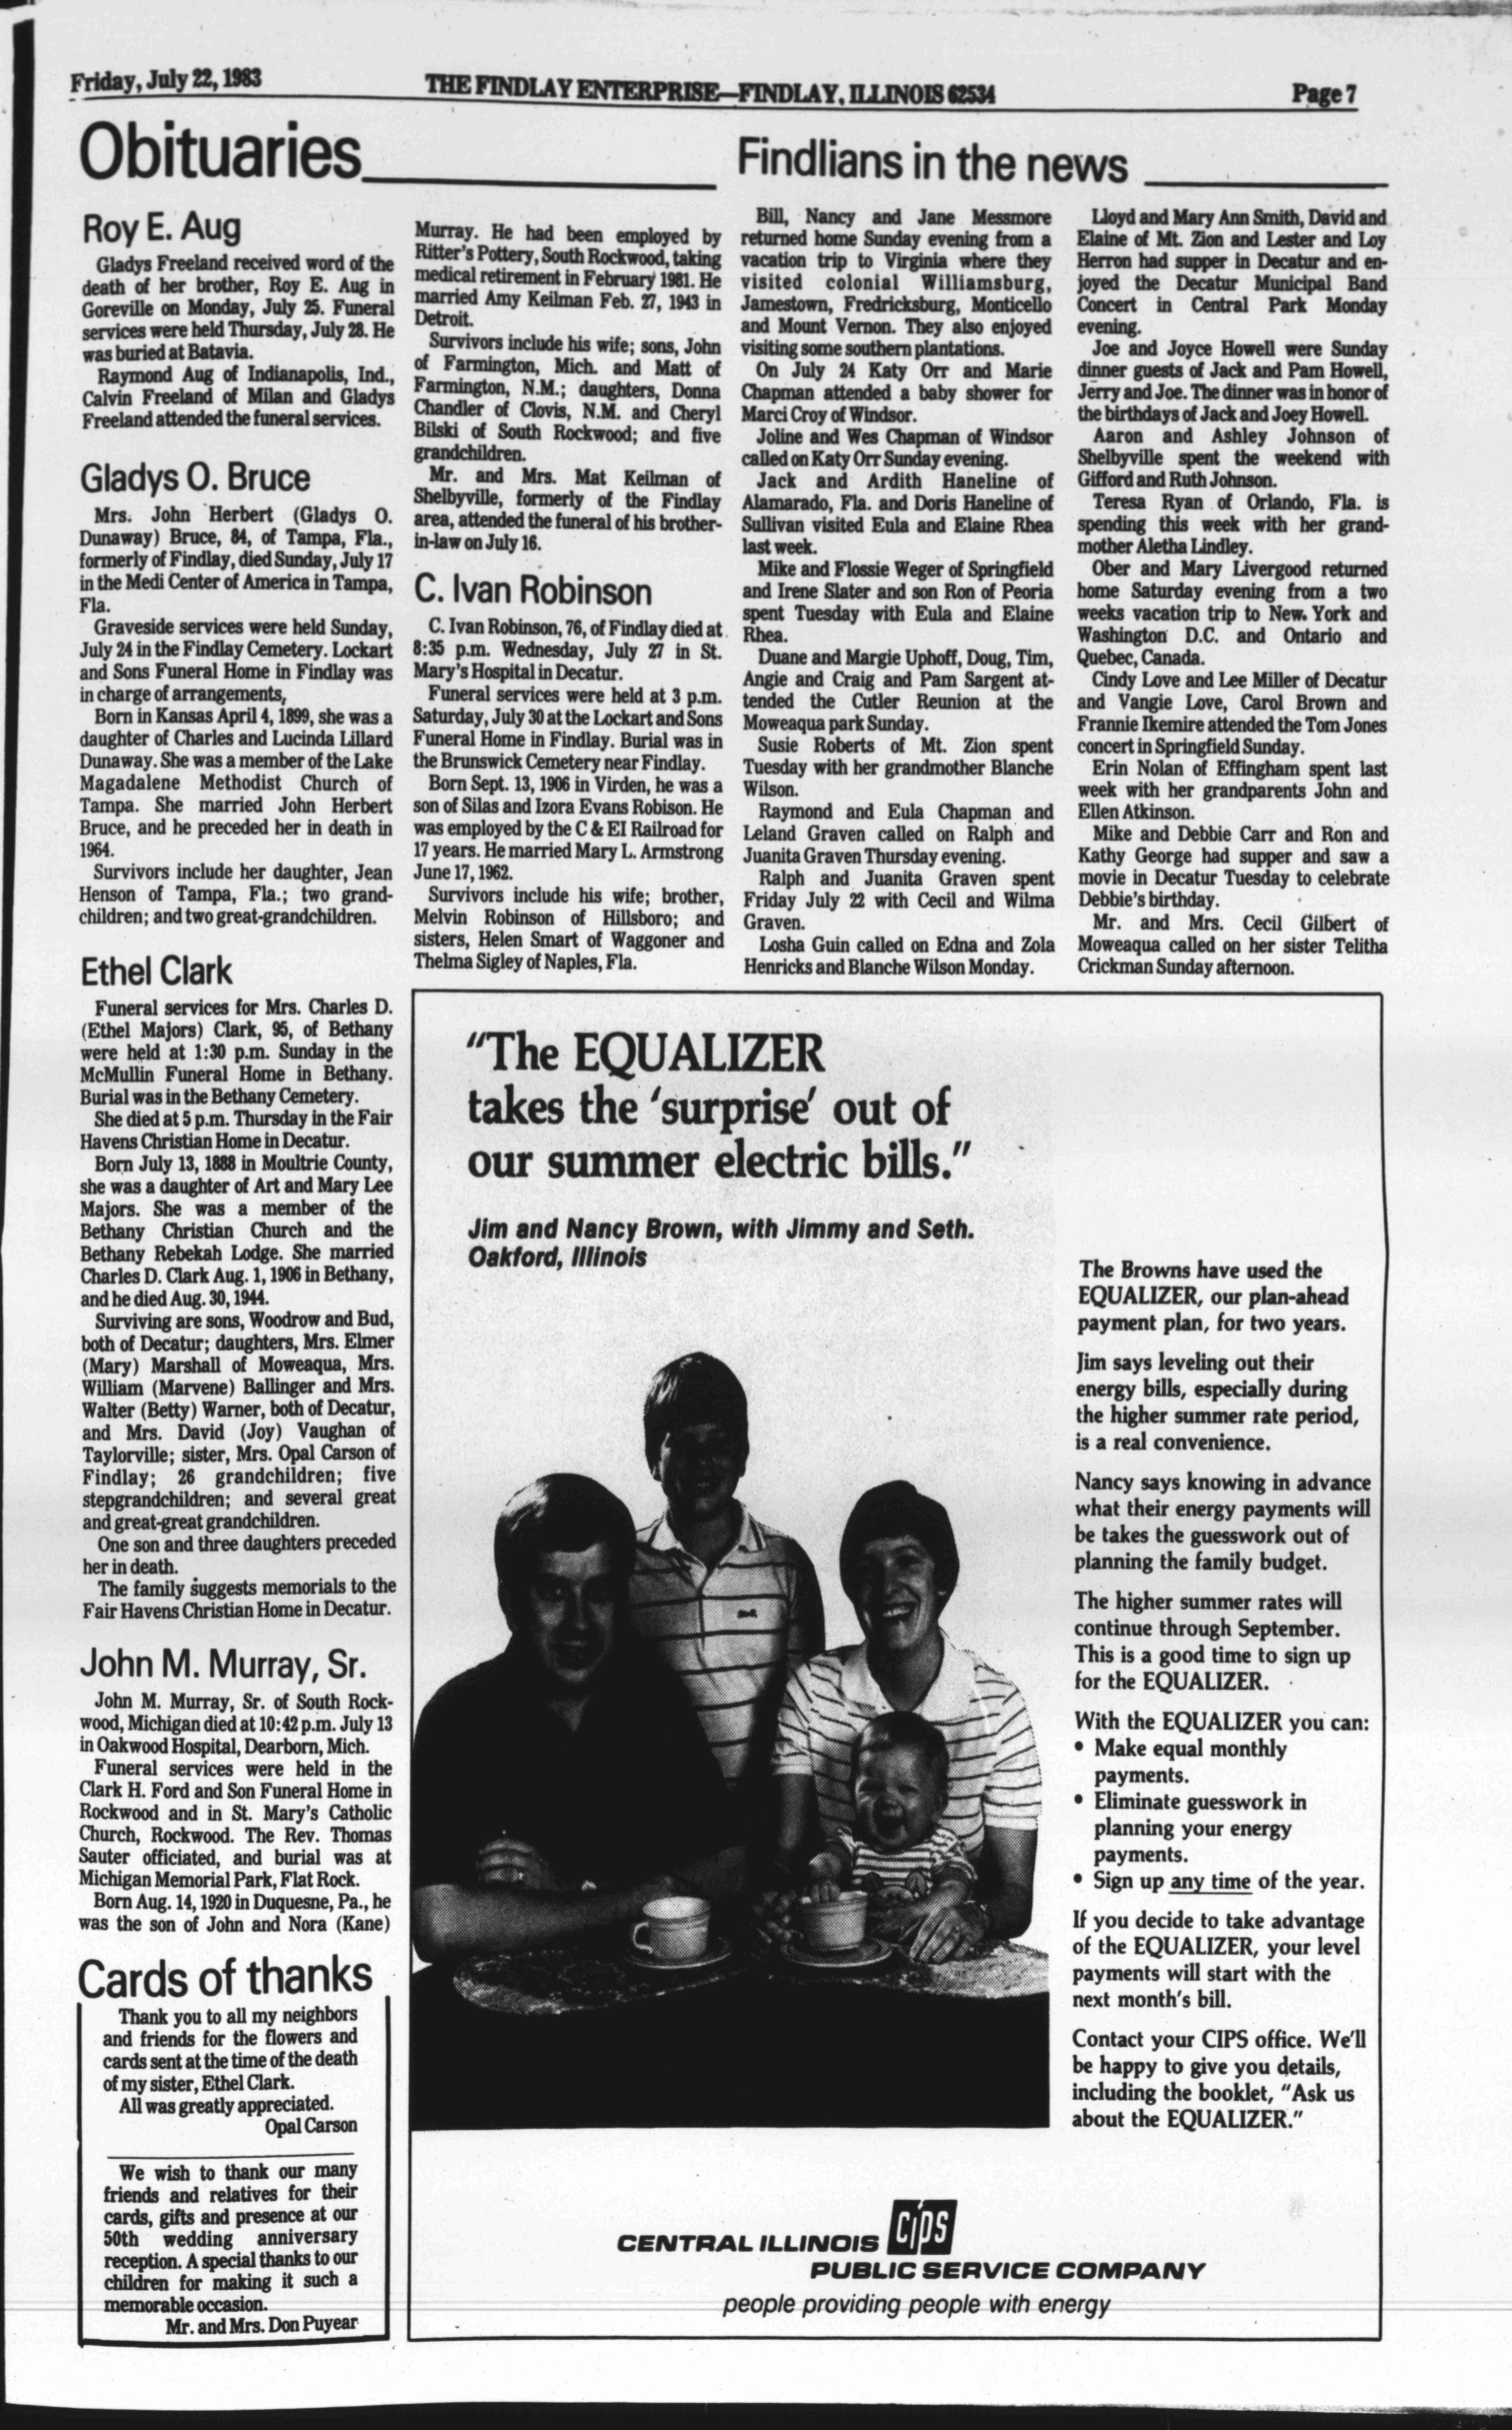 Friday, July 22, 1983
THE FINDLAY ENTERPRISE—FINDLAY, ILLINOIS 62534
Page 7
Obituaries
Roy E. Aug
Gladys Freeland received word of the
death of her brother, Roy E. Aug in
Goreville on Monday, July 25. Funeral
services were held Thursday, July 28. He
was buried at Batavia.
Raymond Aug of Indianapolis, Ind.,
Calvin Freeland of Milan and Gladys
Freeland attended the funeral services.
Gladys O. Bruce
Mrs. John Herbert (Gladys O.
Dunaway) Bruce, 84, of Tampa, Fla.,
formerly of Findlay, died Sunday, July 17
in the Medi Center of America in Tampa,
Fla.
Graveside services were held Sunday,
July 24 in the Findlay Cemetery. Lockart
and Sons Funeral Home in Findlay was
in charge of arrangements,
Born in Kansas April 4, 1899, she was a
daughter of Charles and Lucinda Lillard
Dunaway. She was a member of the Lake
Magadalene Methodist Church of
Tampa. She married John Herbert
Bruce, and he preceded her in death in
1964.
Survivors include her daughter, Jean
Henson of Tampa, Fla.; two grand-
children; and two great-grandchildren.
Ethel Clark
Funeral services for Mrs. Charles D.
(Ethel Majors) Clark, 95, of Bethany
were held at 1:30 p.m. Sunday in the
McMullin Funeral Home in Bethany.
Burial was in the Bethany Cemetery.
She died at 5 p.m. Thursday in the Fair
Havens Christian Home in Decatur.
Born July 13, 1888 in Moultrie County,
she was a daughter of Art and Mary Lee
Majors. She was a member of the
Bethany Christian Church and the
Bethany Rebekah Lodge. She married
Charles D. Clark Aug. 1, 1906 in Bethany,
and he died Aug. 30, 1944.
Surviving are sons, Woodrow and Bud,
both of Decatur; daughters, Mrs. Elmer
(Mary) Marshall of Moweaqua, Mrs.
William (Marvene) Ballinger and Mrs.
Walter (Betty) Warner, both of Decatur,
and Mrs. David (Joy) Vaughan of
Taylorville; sister, Mrs. Opal Carson of
Findlay; 26 grandchildren; five
stepgrandchildren; and several great
and great-great grandchildren.
One son and three daughters preceded
her in death.
The family suggests memorials to the
Fair Havens Christian Home in Decatur.
John M. Murray, Sr.
John M. Murray, Sr. of South Rock-
wood, Michigan died at 10:42 p.m. July 13
in Oakwood Hospital, Dearborn, Mich.
Funeral services were held in the
Clark H. Ford and Son Funeral Home in
Rockwood and in St. Mary's Catholic
Church, Rockwood. The Rev. Thomas
Sauter officiated, and burial was at
Michigan Memorial Park, Flat Rock.
Born Aug. 14, 1920 in Duquesne, Pa., he
was the son of John and Nora (Kane)
Murray. He had been employed by
Ritter's Pottery, South Rockwood, taking
medical retirement in February 1981. He
married Amy Keilman Feb. 27, 1943 in
Detroit.
Survivors include his wife; sons, John
of Farmington, Mich. and Matt of
Farmington, N.M.; daughters, Donna
Chandler of Clovis, N.M. and Cheryl
Bilski of South Rockwood; and five
grandchildren.
Mr. and Mrs. Mat Keilman of
Shelbyville, formerly of the Findlay
area, attended the funeral of his brother-
in-law on July 16.
C. Ivan Robinson
C. Ivan Robinson, 76, of Findlay died at
8:35 p.m. Wednesday, July 27 in St.
Mary's Hospital in Decatur.
Funeral services were held at 3 p.m.
Saturday, July 30 at the Lockart and Sons
Funeral Home in Findlay. Burial was in
the Brunswick Cemetery near Findlay.
Born Sept. 13, 1906 in Virden, he was a
son of Silas and Izora Evans Robison. He
was employed by the C & EI Railroad for
17 years. He married Mary L. Armstrong
June 17, 1962.
Survivors include his wife; brother,
Melvin Robinson of Hillsboro; and
sisters, Helen Smart of Waggoner and
Thelma Sigley of Naples, Fla.
Cards of thanks
Thank you to all my neighbors
and friends for the flowers and
cards sent at the time of the death
of my sister, Ethel Clark.
All was greatly appreciated.
Opal Carson
We wish to thank our many
friends and relatives for their
cards, gifts and presence at our
50th wedding anniversary
reception. A special thanks to our
children for making it such a
memorable occasion.
Mr. and Mrs. Don Puyear
Findlians in the news
Bill, Nancy and Jane Messmore
returned home Sunday evening from a
vacation trip to Virginia where they
visited colonial Williamsburg,
Jamestown, Fredricksburg, Monticello
and Mount Vernon. They also enjoyed
visiting some southern plantations.
On July 24 Katy Orr and Marie
Chapman attended a baby shower for
Marci Croy of Windsor.
Joline and Wes Chapman of Windsor
called on Katy Orr Sunday evening.
Jack and Ardith Haneline of
Alamarado, Fla. and Doris Haneline of
Sullivan visited Eula and Elaine Rhea
last week.
Mike and Flossie Weger of Springfield
and Irene Slater and son Ron of Peoria
spent Tuesday with Eula and Elaine
Rhea.
Duane and Margie Uphoff, Doug, Tim,
Angie and Craig and Pam Sargent at-
tended the Cutler Reunion at the
Moweaqua park Sunday.
Susie Roberts of Mt. Zion spent
Tuesday with her grandmother Blanche
Wilson.
Raymond and Eula Chapman and
Leland Graven called on Ralph and
Juanita Graven Thursday evening.
Ralph and Juanita Graven spent
Friday July 22 with Cecil and Wilma
Graven.
Losha Guin called on Edna and Zola
Henricks and Blanche Wilson Monday.
Lloyd and Mary Ann Smith, David and
Elaine of Mt. Zion and Lester and Loy
Herron had supper in Decatur and en-
joyed the Decatur Municipal Band
Concert in Central Park Monday
evening.
Joe and Joyce Howell were Sunday
dinner guests of Jack and Pam Howell,
Jerry and Joe. The dinner was in honor of
the birthdays of Jack and Joey Howell.
Aaron and Ashley Johnson of
Shelbyville spent the weekend with
Gifford and Ruth Johnson.
Teresa Ryan of Orlando, Fla. is
spending this week with her grand-
mother Aletha Lindley.
Ober and Mary Livergood returned
home Saturday evening from a two
weeks vacation trip to New York and
Washington D.C. and Ontario and
Quebec, Canada.
Cindy Love and Lee Miller of Decatur
and Vangie Love, Carol Brown and
Frannie Ikemire attended the Tom Jones
concert in Springfield Sunday.
Erin Nolan of Effingham spent last
week with her grandparents John and
Ellen Atkinson.
Mike and Debbie Carr and Ron and
Kathy George had supper and saw a
movie in Decatur Tuesday to celebrate
Debbie's birthday.
Mr. and Mrs. Cecil Gilbert of
Moweaqua called on her sister Telitha
Crickman Sunday afternoon.
"The EQUALIZER
takes the 'surprise' out of
our summer electric bills."
Jim and Nancy Brown, with Jimmy and Seth.
Oakford, Illinois
The Browns have used the
EQUALIZER, our plan-ahead
payment plan, for two years.
Jim says leveling out their
energy bills, especially during
the higher summer rate period,
is a real convenience.
Nancy says knowing in advance
what their energy payments will
be takes the guesswork out of
planning the family budget.
The higher summer rates will
continue through September.
This is a good time to sign up
for the EQUALIZER.
With the EQUALIZER you can:
• Make equal monthly
payments.
• Eliminate guesswork in
planning your energy
payments.
• Sign up any time of the year.
If you decide to take advantage
of the EQUALIZER, your level
payments will start with the
next month's bill.
Contact your CIPS office. We'll
be happy to give you details,
including the booklet, "Ask us
about the EQUALIZER."
CENTRAL ILLINOIS CIPS
PUBLIC SERVICE COMPANY
people providing people with energy